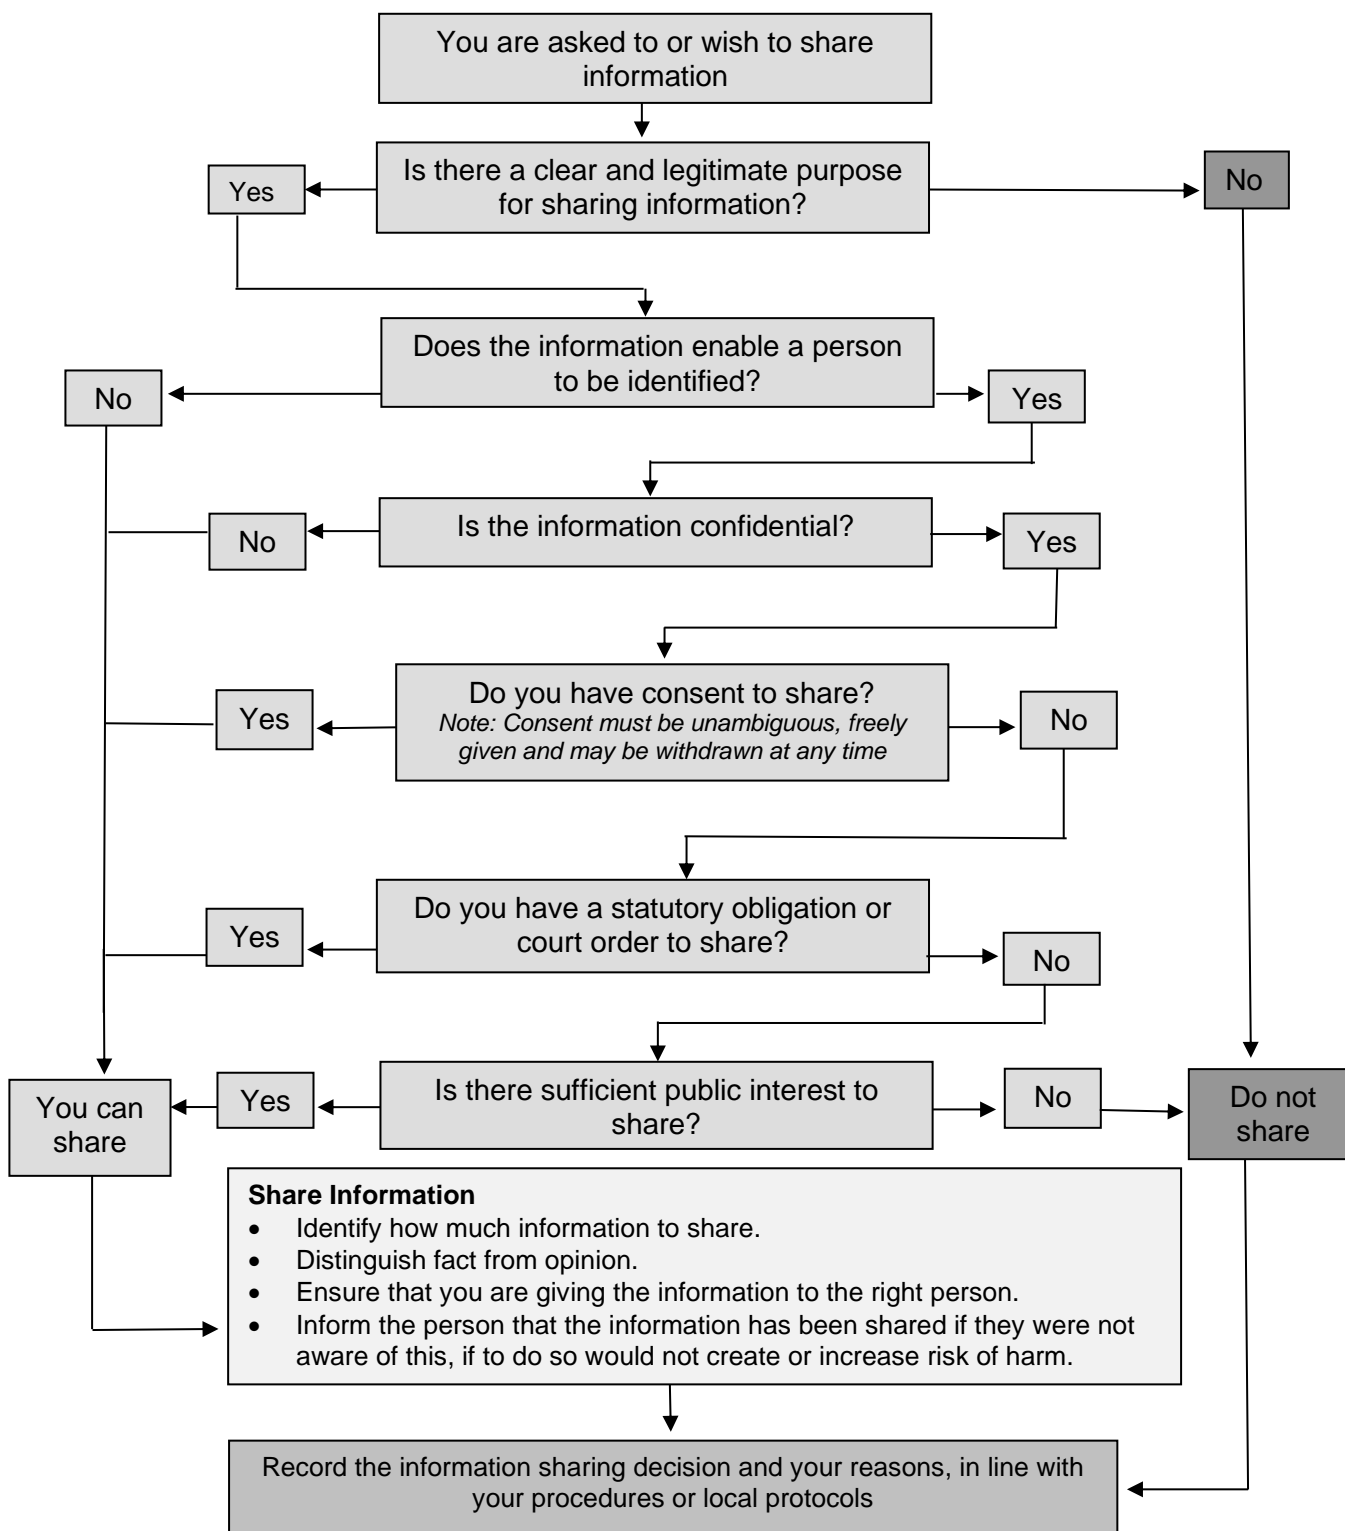 You are asked to or wish to share
information
Is there a clear and legitimate purpose
for sharing information?
Yes
No
Does the information enable a person
to be identified?
No
Yes
Is the information confidential?
No
Yes
Do you have consent to share?
Note: Consent must be unambiguous, freely
given and may be withdrawn at any time
Yes
No
Do you have a statutory obligation or
court order to share?
Yes
No
Is there sufficient public interest to
share?
Yes
No
You can
share
Do not
share
Share Information
• Identify how much information to share.
• Distinguish fact from opinion.
• Ensure that you are giving the information to the right person.
• Inform the person that the information has been shared if they were not
aware of this, if to do so would not create or increase risk of harm.
Record the information sharing decision and your reasons, in line with
your procedures or local protocols